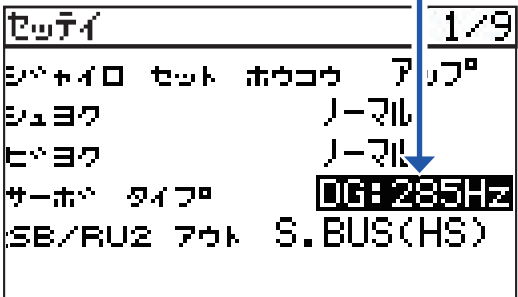 セッテイ 1/9
ジャイロ セット ホウコウ アップ
シュヨク ノーマル
ビヨク ノーマル
サーボ タイプ DG:285Hz
SB/RU2 アウト S.BUS(HS)